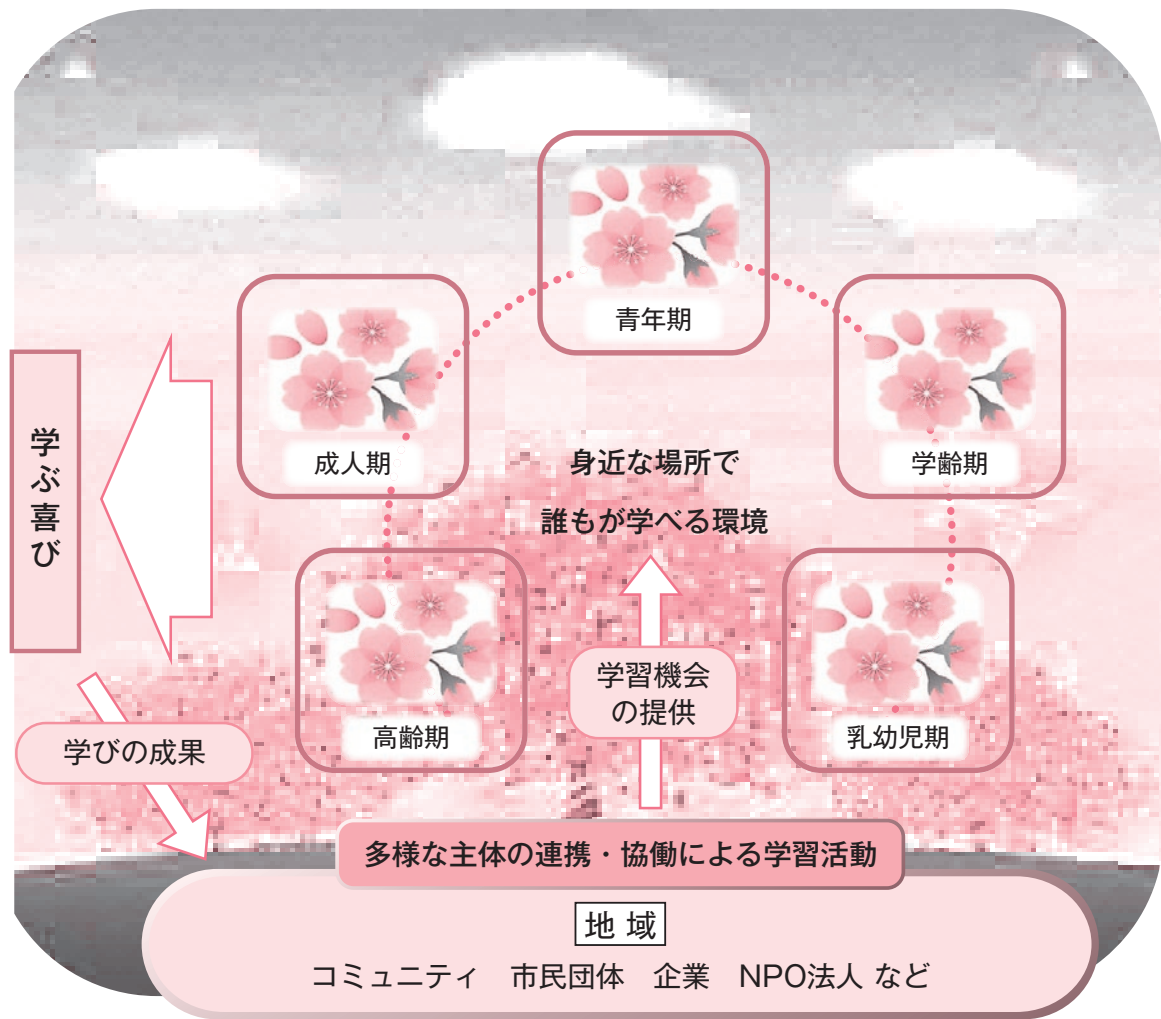 青年期
成人期
学齢期
学ぶ喜び
身近な場所で
誰もが学べる環境
高齢期
学習機会
の提供
乳幼児期
学びの成果
多様な主体の連携・協働による学習活動
地 域
コミュニティ　市民団体　企業　NPO法人 など